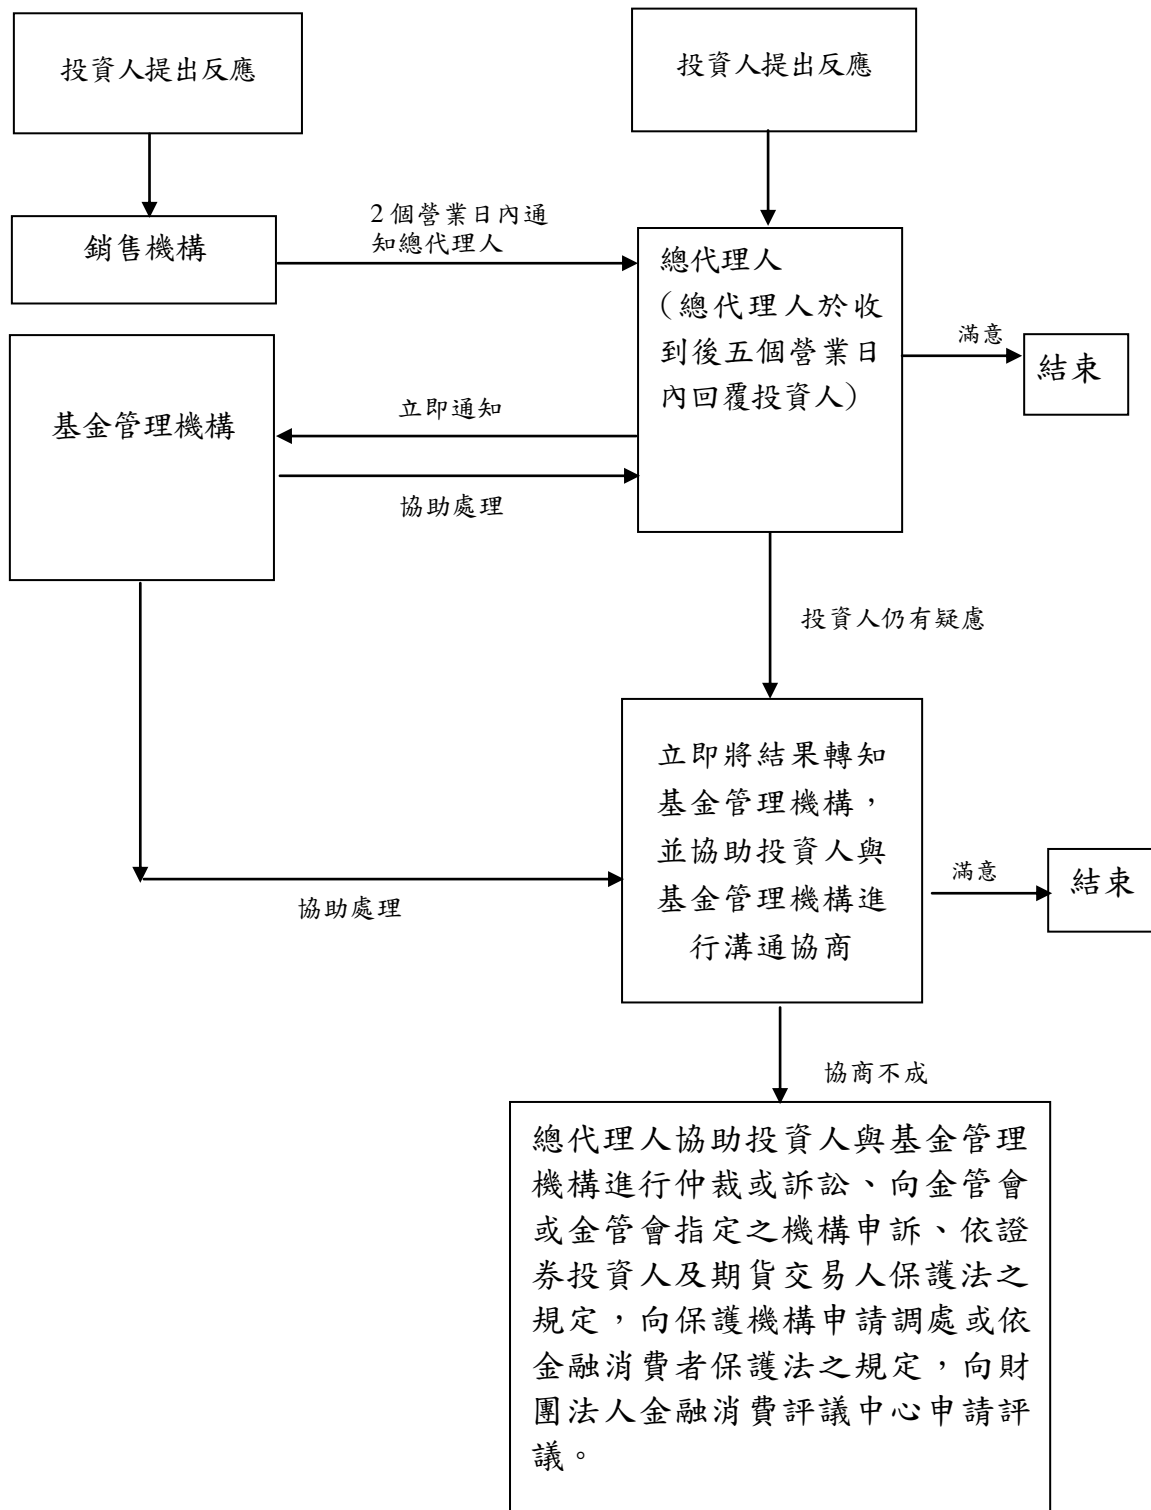 投資人提出反應
投資人提出反應
銷售機構
2 個營業日內通
知總代理人
總代理人
（總代理人於收
到後五個營業日
內回覆投資人）
滿意
結束
基金管理機構
立即通知
協助處理
投資人仍有疑慮
立即將結果轉知
基金管理機構，
並協助投資人與
基金管理機構進
行溝通協商
滿意
結束
協助處理
協商不成
總代理人協助投資人與基金管理
機構進行仲裁或訴訟、向金管會
或金管會指定之機構申訴、依證
券投資人及期貨交易人保護法之
規定，向保護機構申請調處或依
金融消費者保護法之規定，向財
團法人金融消費評議中心申請評
議。